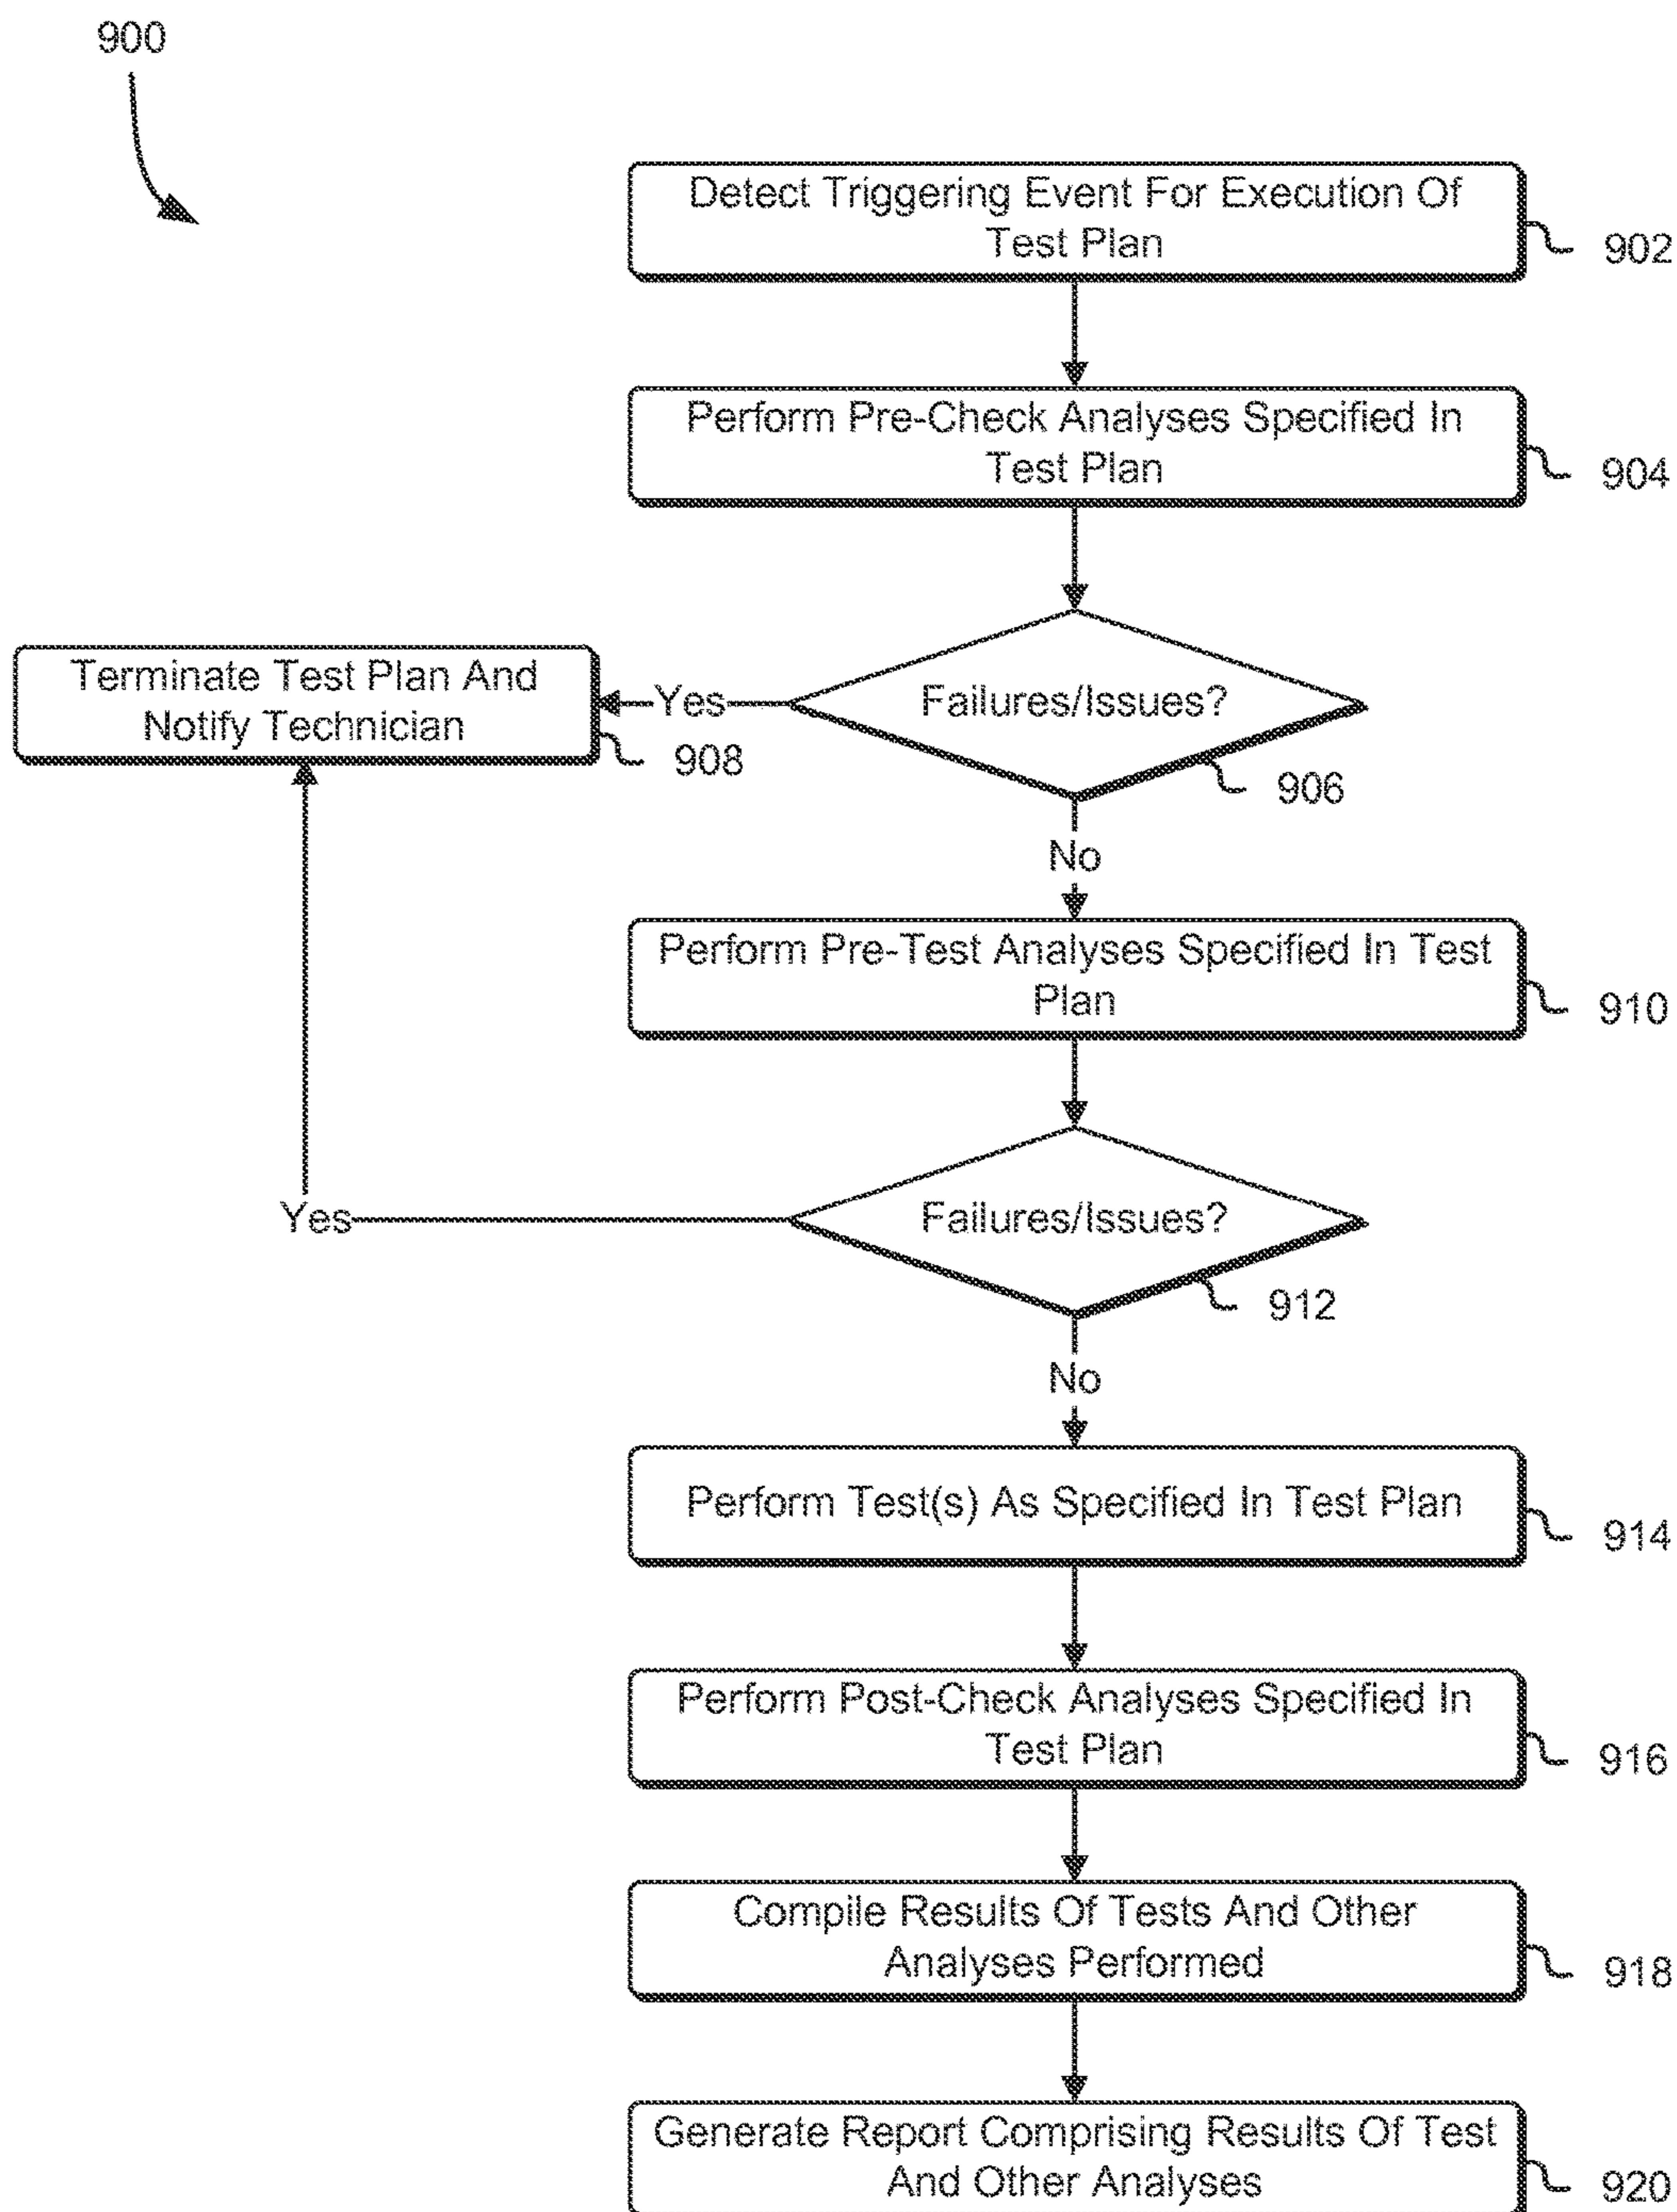 900
Detect Triggering Event For Execution Of
Test Plan
902
Perform Pre-Check Analyses Specified In
Test Plan
904
Failures/Issues?
906
Yes
Terminate Test Plan And
Notify Technician
908
No
Perform Pre-Test Analyses Specified In Test
Plan
910
Failures/Issues?
912
Yes
No
Perform Test(s) As Specified In Test Plan
914
Perform Post-Check Analyses Specified In
Test Plan
916
Compile Results Of Tests And Other
Analyses Performed
918
Generate Report Comprising Results Of Test
And Other Analyses
920